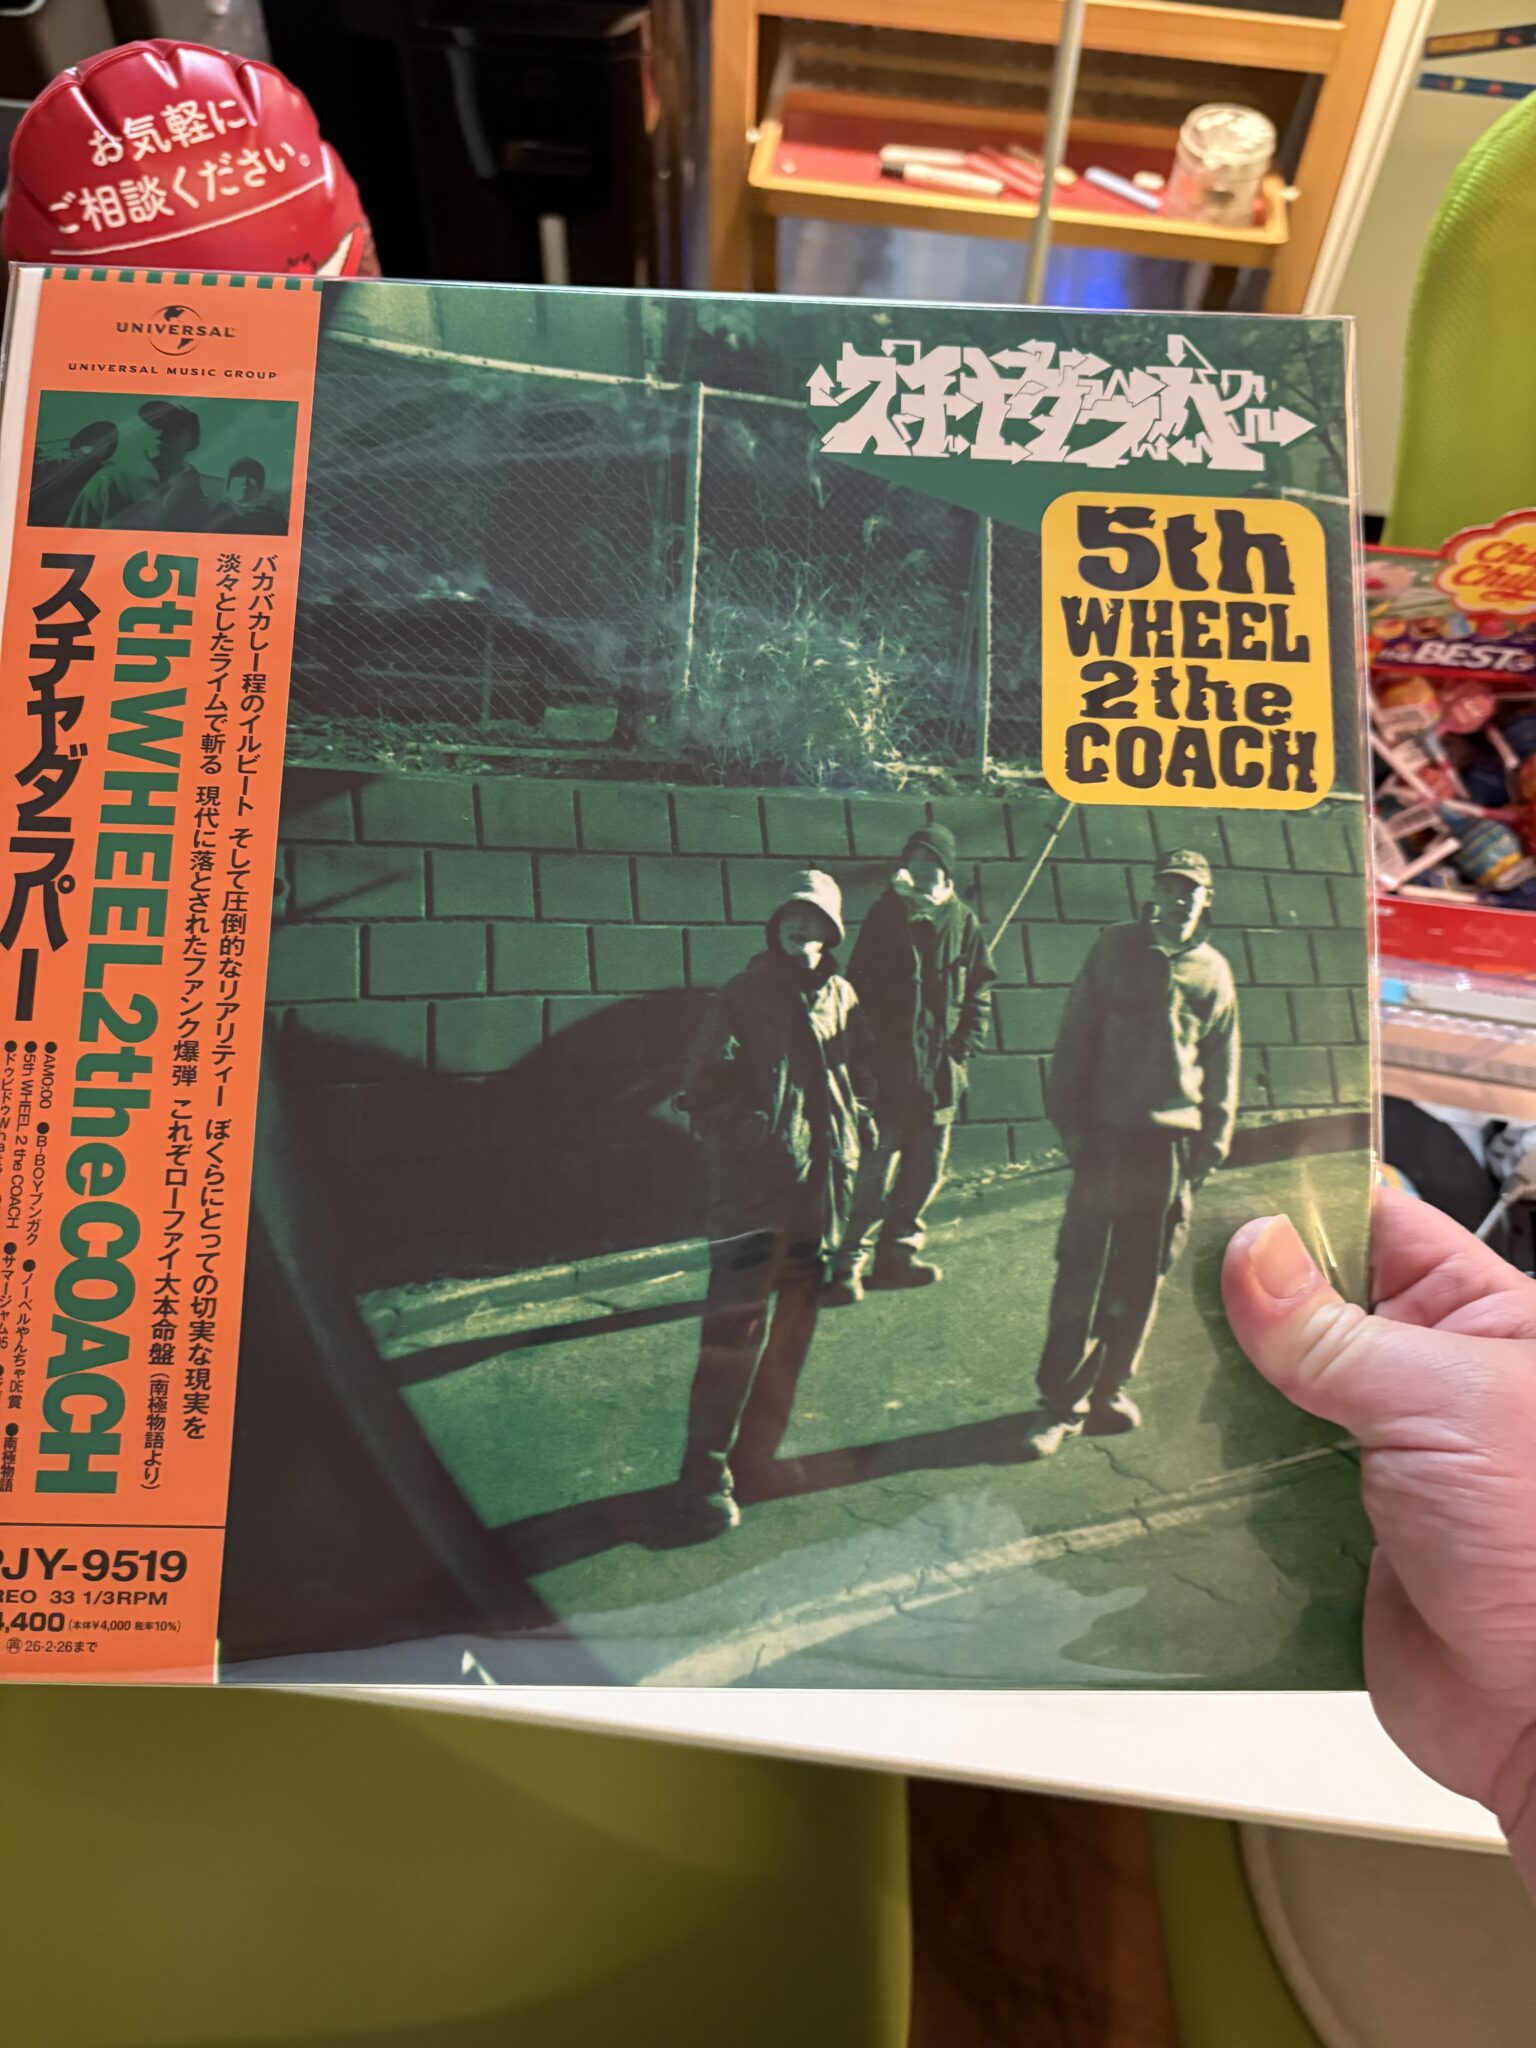 お気軽に
ご相談ください。
UNIVERSAL
UNIVERSAL MUSIC GROUP
スチャダラパー
5th
WHEEL
2 the
COACH
バカバカしー程のイルビート そして圧倒的なリアリティー ぼくらにとっての切実な現実を
淡々としたライムで斬る 現代に落とされたファンク爆弾 これぞローファイ大本命盤(南極物語より)
5th WHEEL 2 the COACH
スチャダラパー
●AM0:00 ●B-BOYブンガク ●ノーベルやんちゃDE賞 ●南極物語
●5th WHEEL 2 the COACH ●サマージャム'95
●ドゥビドゥ
JY-9519
REO 33 1/3RPM
,400(本体¥4,000 税率10%)
再 26・2・26まで
Chupa
Chups
BEST